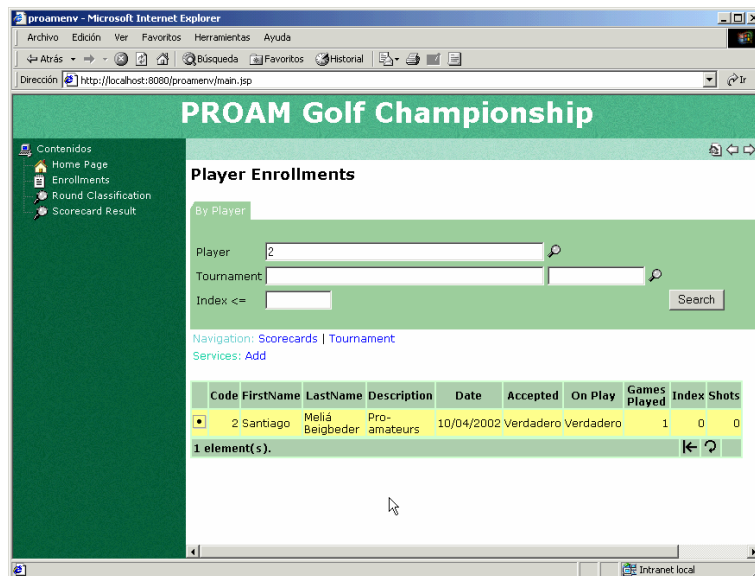 proamenv - Microsoft Internet Explorer
Archivo Edición Ver Favoritos Herramientas Ayuda
Atrás Búsqueda Favoritos Historial
Dirección http://localhost:8080/proamenv/main.jsp Ir
PROAM Golf Championship
Contenidos
Home Page
Enrollments
Round Classification
Scorecard Result
Player Enrollments
By Player
Player 2
Tournament
Index <= Search
Navigation: Scorecards | Tournament
Services: Add
Code FirstName LastName Description Date Accepted On Play Games Played Index Shots
2 Santiago Meliá Beigbeder Pro-amateurs 10/04/2002 Verdadero Verdadero 1 0 0
1 element(s).
Intranet local